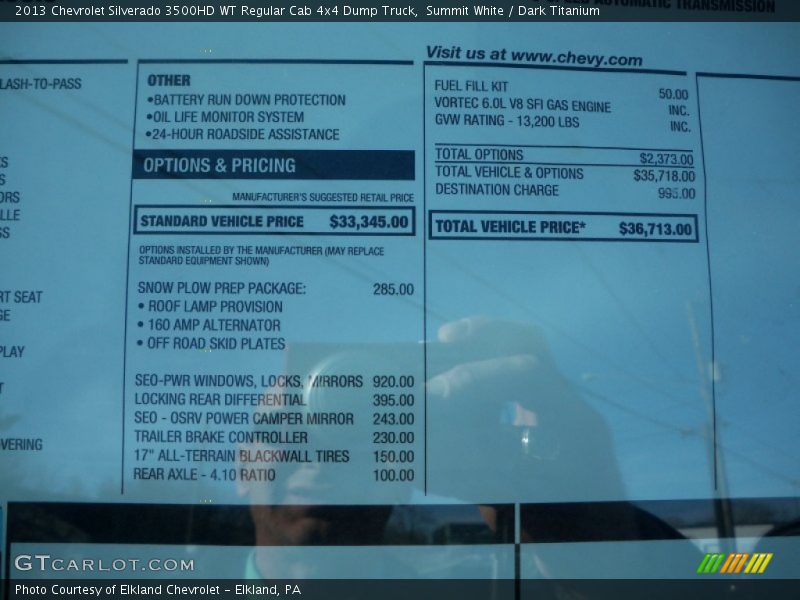 2013 Chevrolet Silverado 3500HD WT Regular Cab 4x4 Dump Truck, Summit White / Dark Titanium
AUTOMATIC TRANSMISSION
LASH-TO-PASS
LLE
RT SEAT
PLAY
VERING
OTHER
•BATTERY RUN DOWN PROTECTION
•OIL LIFE MONITOR SYSTEM
•24-HOUR ROADSIDE ASSISTANCE
OPTIONS & PRICING
MANUFACTURER'S SUGGESTED RETAIL PRICE
STANDARD VEHICLE PRICE $33,345.00
OPTIONS INSTALLED BY THE MANUFACTURER (MAY REPLACE
STANDARD EQUIPMENT SHOWN)
SNOW PLOW PREP PACKAGE: 285.00
• ROOF LAMP PROVISION
• 160 AMP ALTERNATOR
• OFF ROAD SKID PLATES
SEO-PWR WINDOWS, LOCKS, MIRRORS 920.00
LOCKING REAR DIFFERENTIAL 395.00
SEO - OSRV POWER CAMPER MIRROR 243.00
TRAILER BRAKE CONTROLLER 230.00
17" ALL-TERRAIN BLACKWALL TIRES 150.00
REAR AXLE - 4.10 RATIO 100.00
Visit us at www.chevy.com
FUEL FILL KIT 50.00
VORTEC 6.0L V8 SFI GAS ENGINE INC.
GVW RATING - 13,200 LBS INC.
TOTAL OPTIONS $2,373.00
TOTAL VEHICLE & OPTIONS $35,718.00
DESTINATION CHARGE 995.00
TOTAL VEHICLE PRICE* $36,713.00
GTCARLOT.COM
Photo Courtesy of Elkland Chevrolet - Elkland, PA